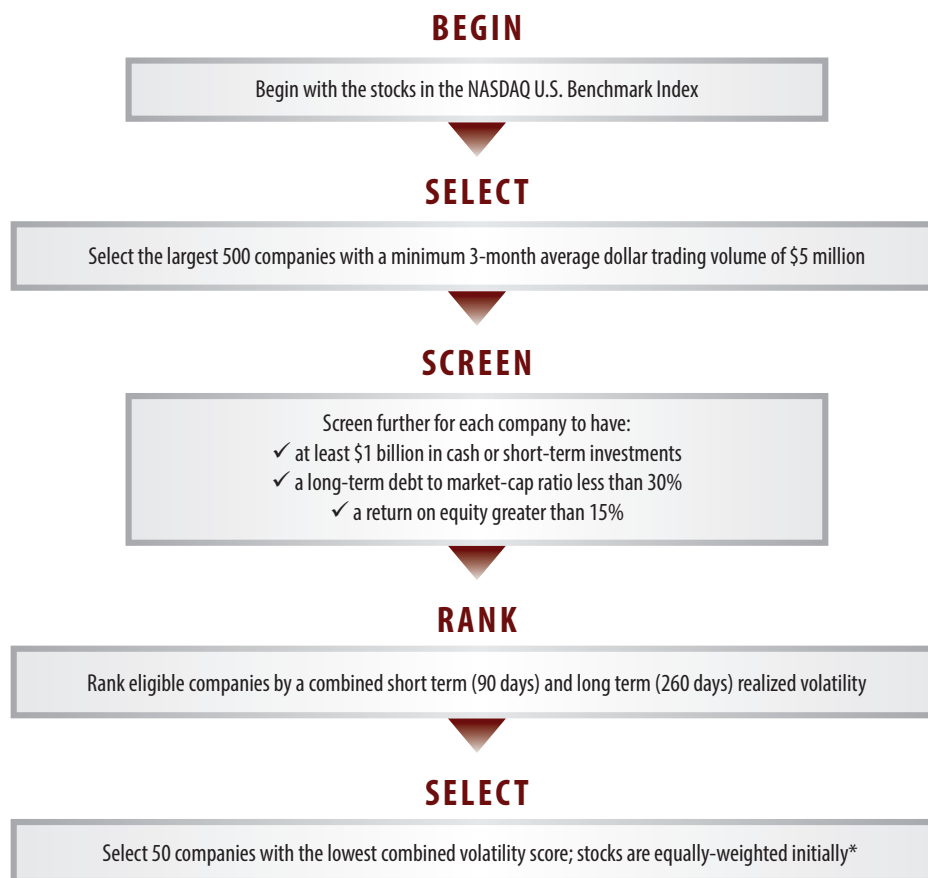 BEGIN
Begin with the stocks in the NASDAQ U.S. Benchmark Index
SELECT
Select the largest 500 companies with a minimum 3-month average dollar trading volume of $5 million
SCREEN
Screen further for each company to have:
✓ at least $1 billion in cash or short-term investments
✓ a long-term debt to market-cap ratio less than 30%
✓ a return on equity greater than 15%
RANK
Rank eligible companies by a combined short term (90 days) and long term (260 days) realized volatility
SELECT
Select 50 companies with the lowest combined volatility score; stocks are equally-weighted initially*